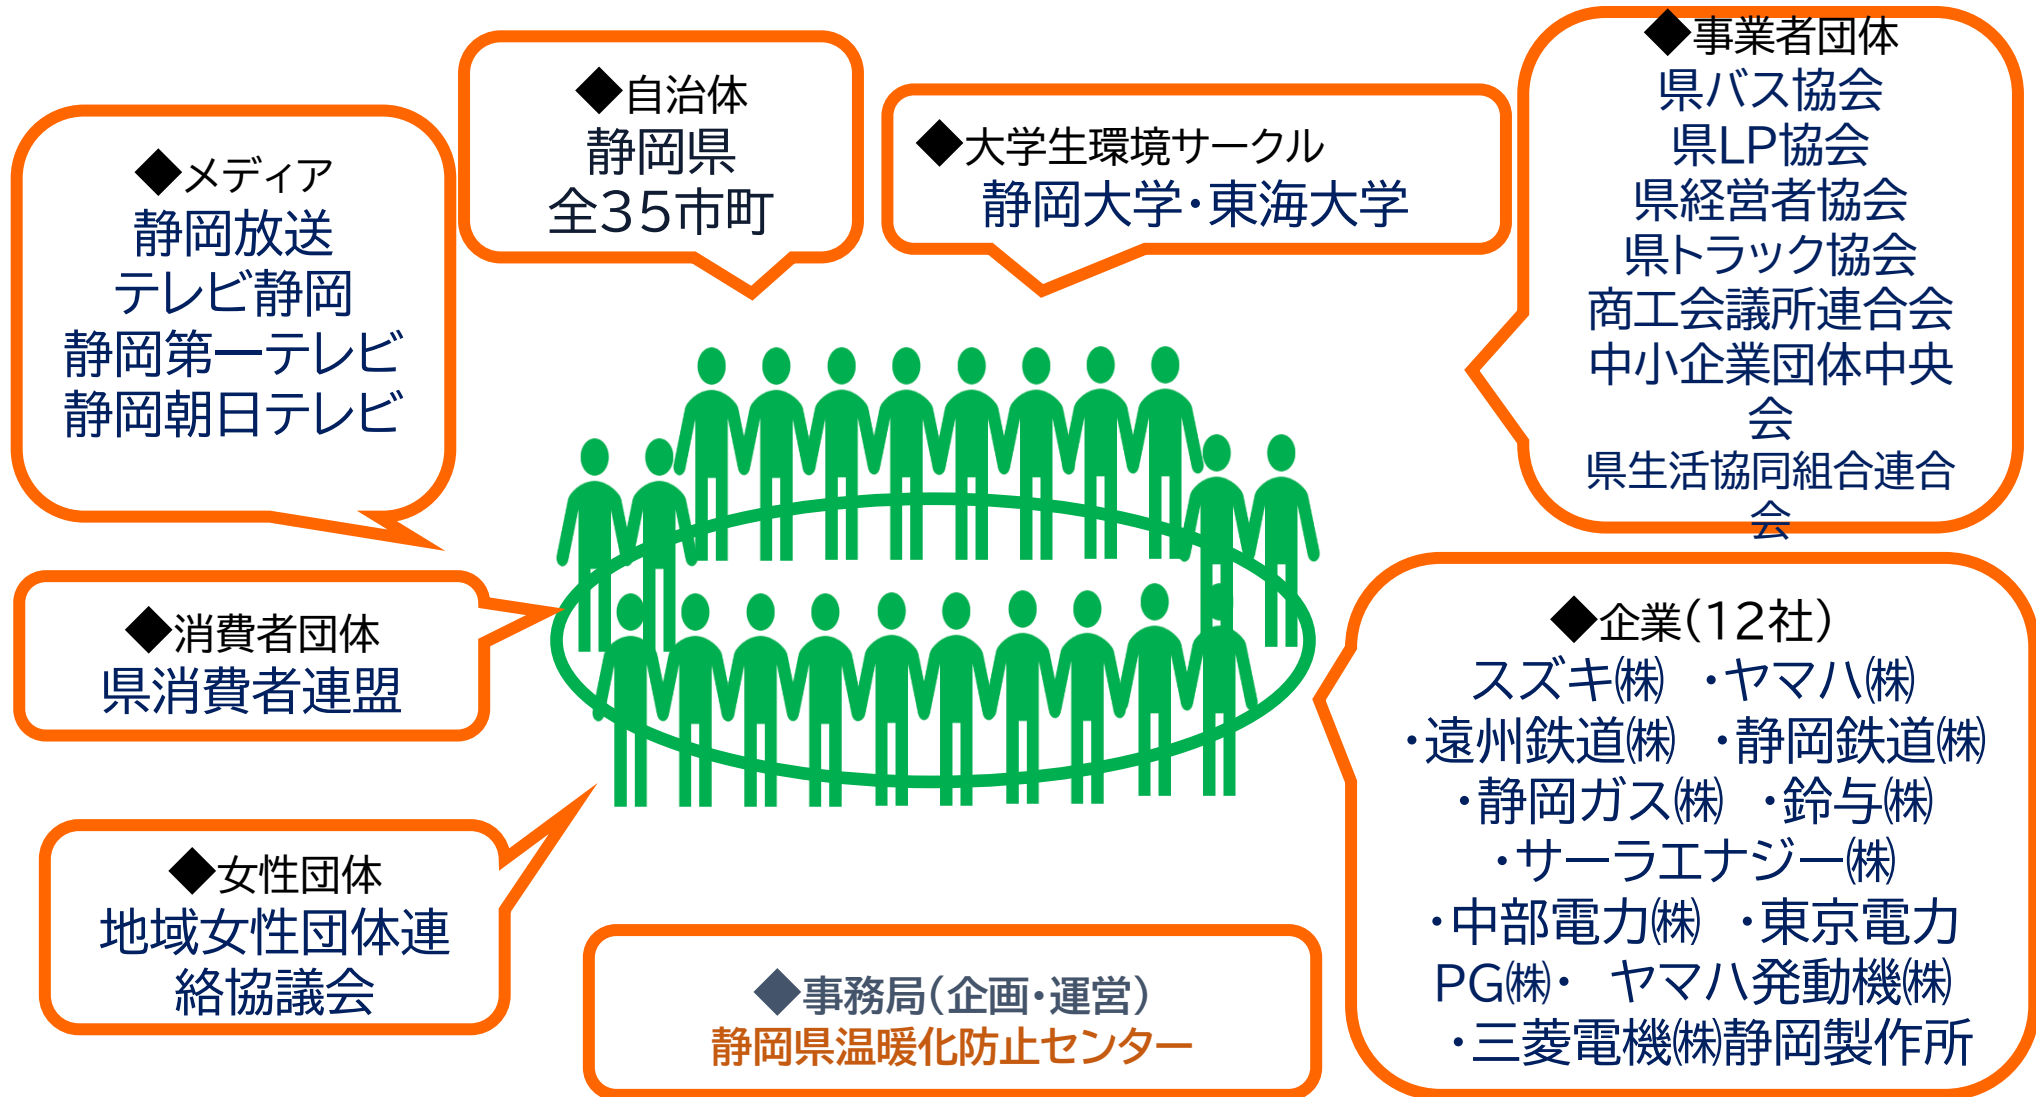 ◆メディア
静岡放送
テレビ静岡
静岡第一テレビ
静岡朝日テレビ
◆自治体
静岡県
全35市町
◆大学生環境サークル
静岡大学・東海大学
◆事業者団体
県バス協会
県LP協会
県経営者協会
県トラック協会
商工会議所連合会
中小企業団体中央
会
県生活協同組合連合
会
◆消費者団体
県消費者連盟
◆女性団体
地域女性団体連
絡協議会
◆事務局(企画・運営)
静岡県温暖化防止センター
◆企業(12社)
スズキ㈱　・ヤマハ㈱
・遠州鉄道㈱　・静岡鉄道㈱
・静岡ガス㈱　・鈴与㈱
・サーラエナジー㈱
・中部電力㈱　・東京電力
PG㈱・　ヤマハ発動機㈱
・三菱電機㈱静岡製作所